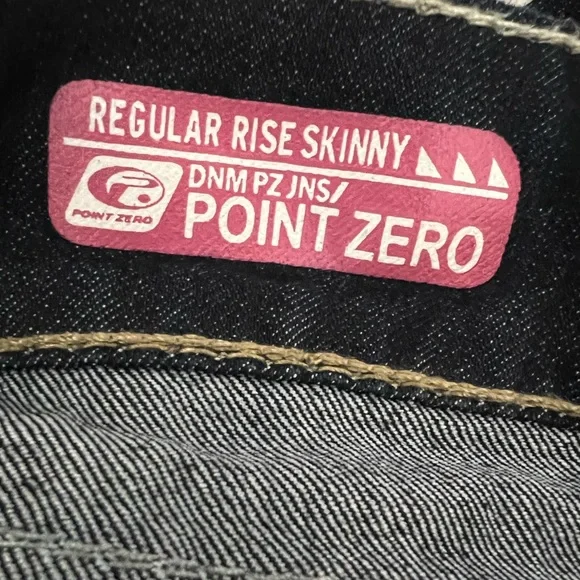 REGULAR RISE SKINNY
DNM PZ JNS/
POINT ZERO
POINT ZERO